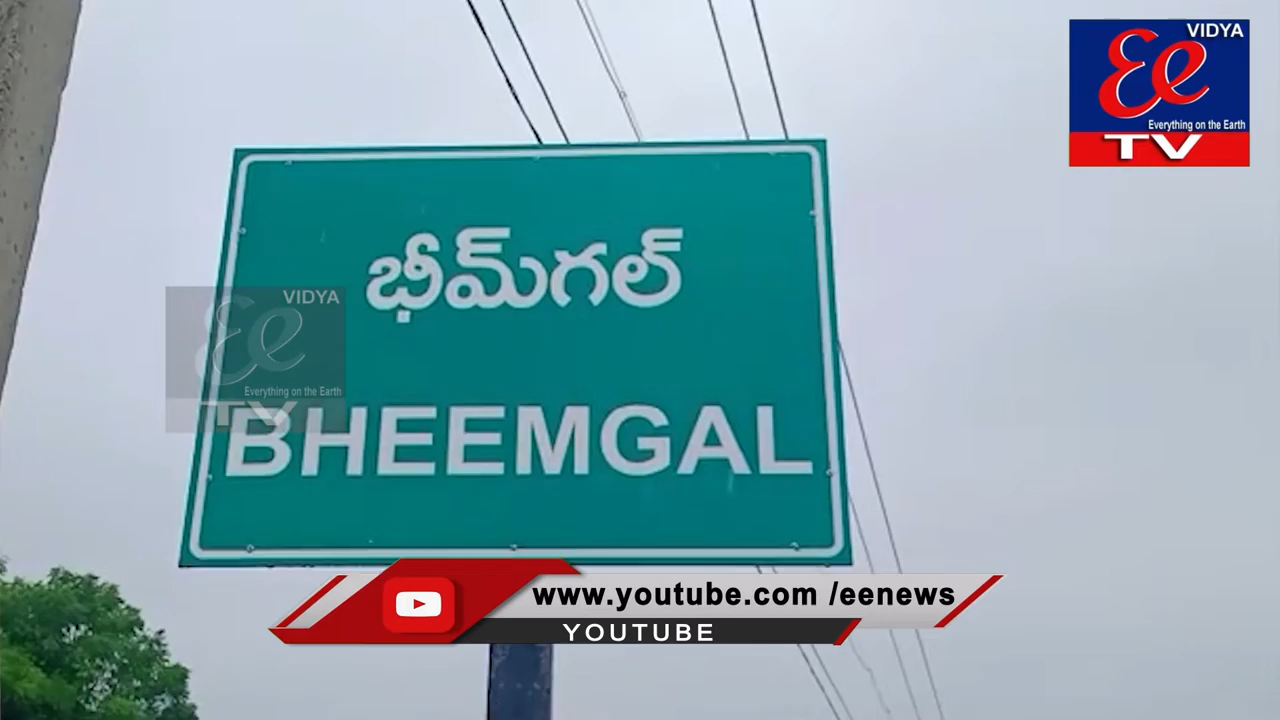 VIDYA
Ee
Everything on the Earth
TV
భీమ్‌గల్
VIDYA
Ee
Everything on the Earth
TV
BHEEMGAL
www.youtube.com /eenews
YOUTUBE